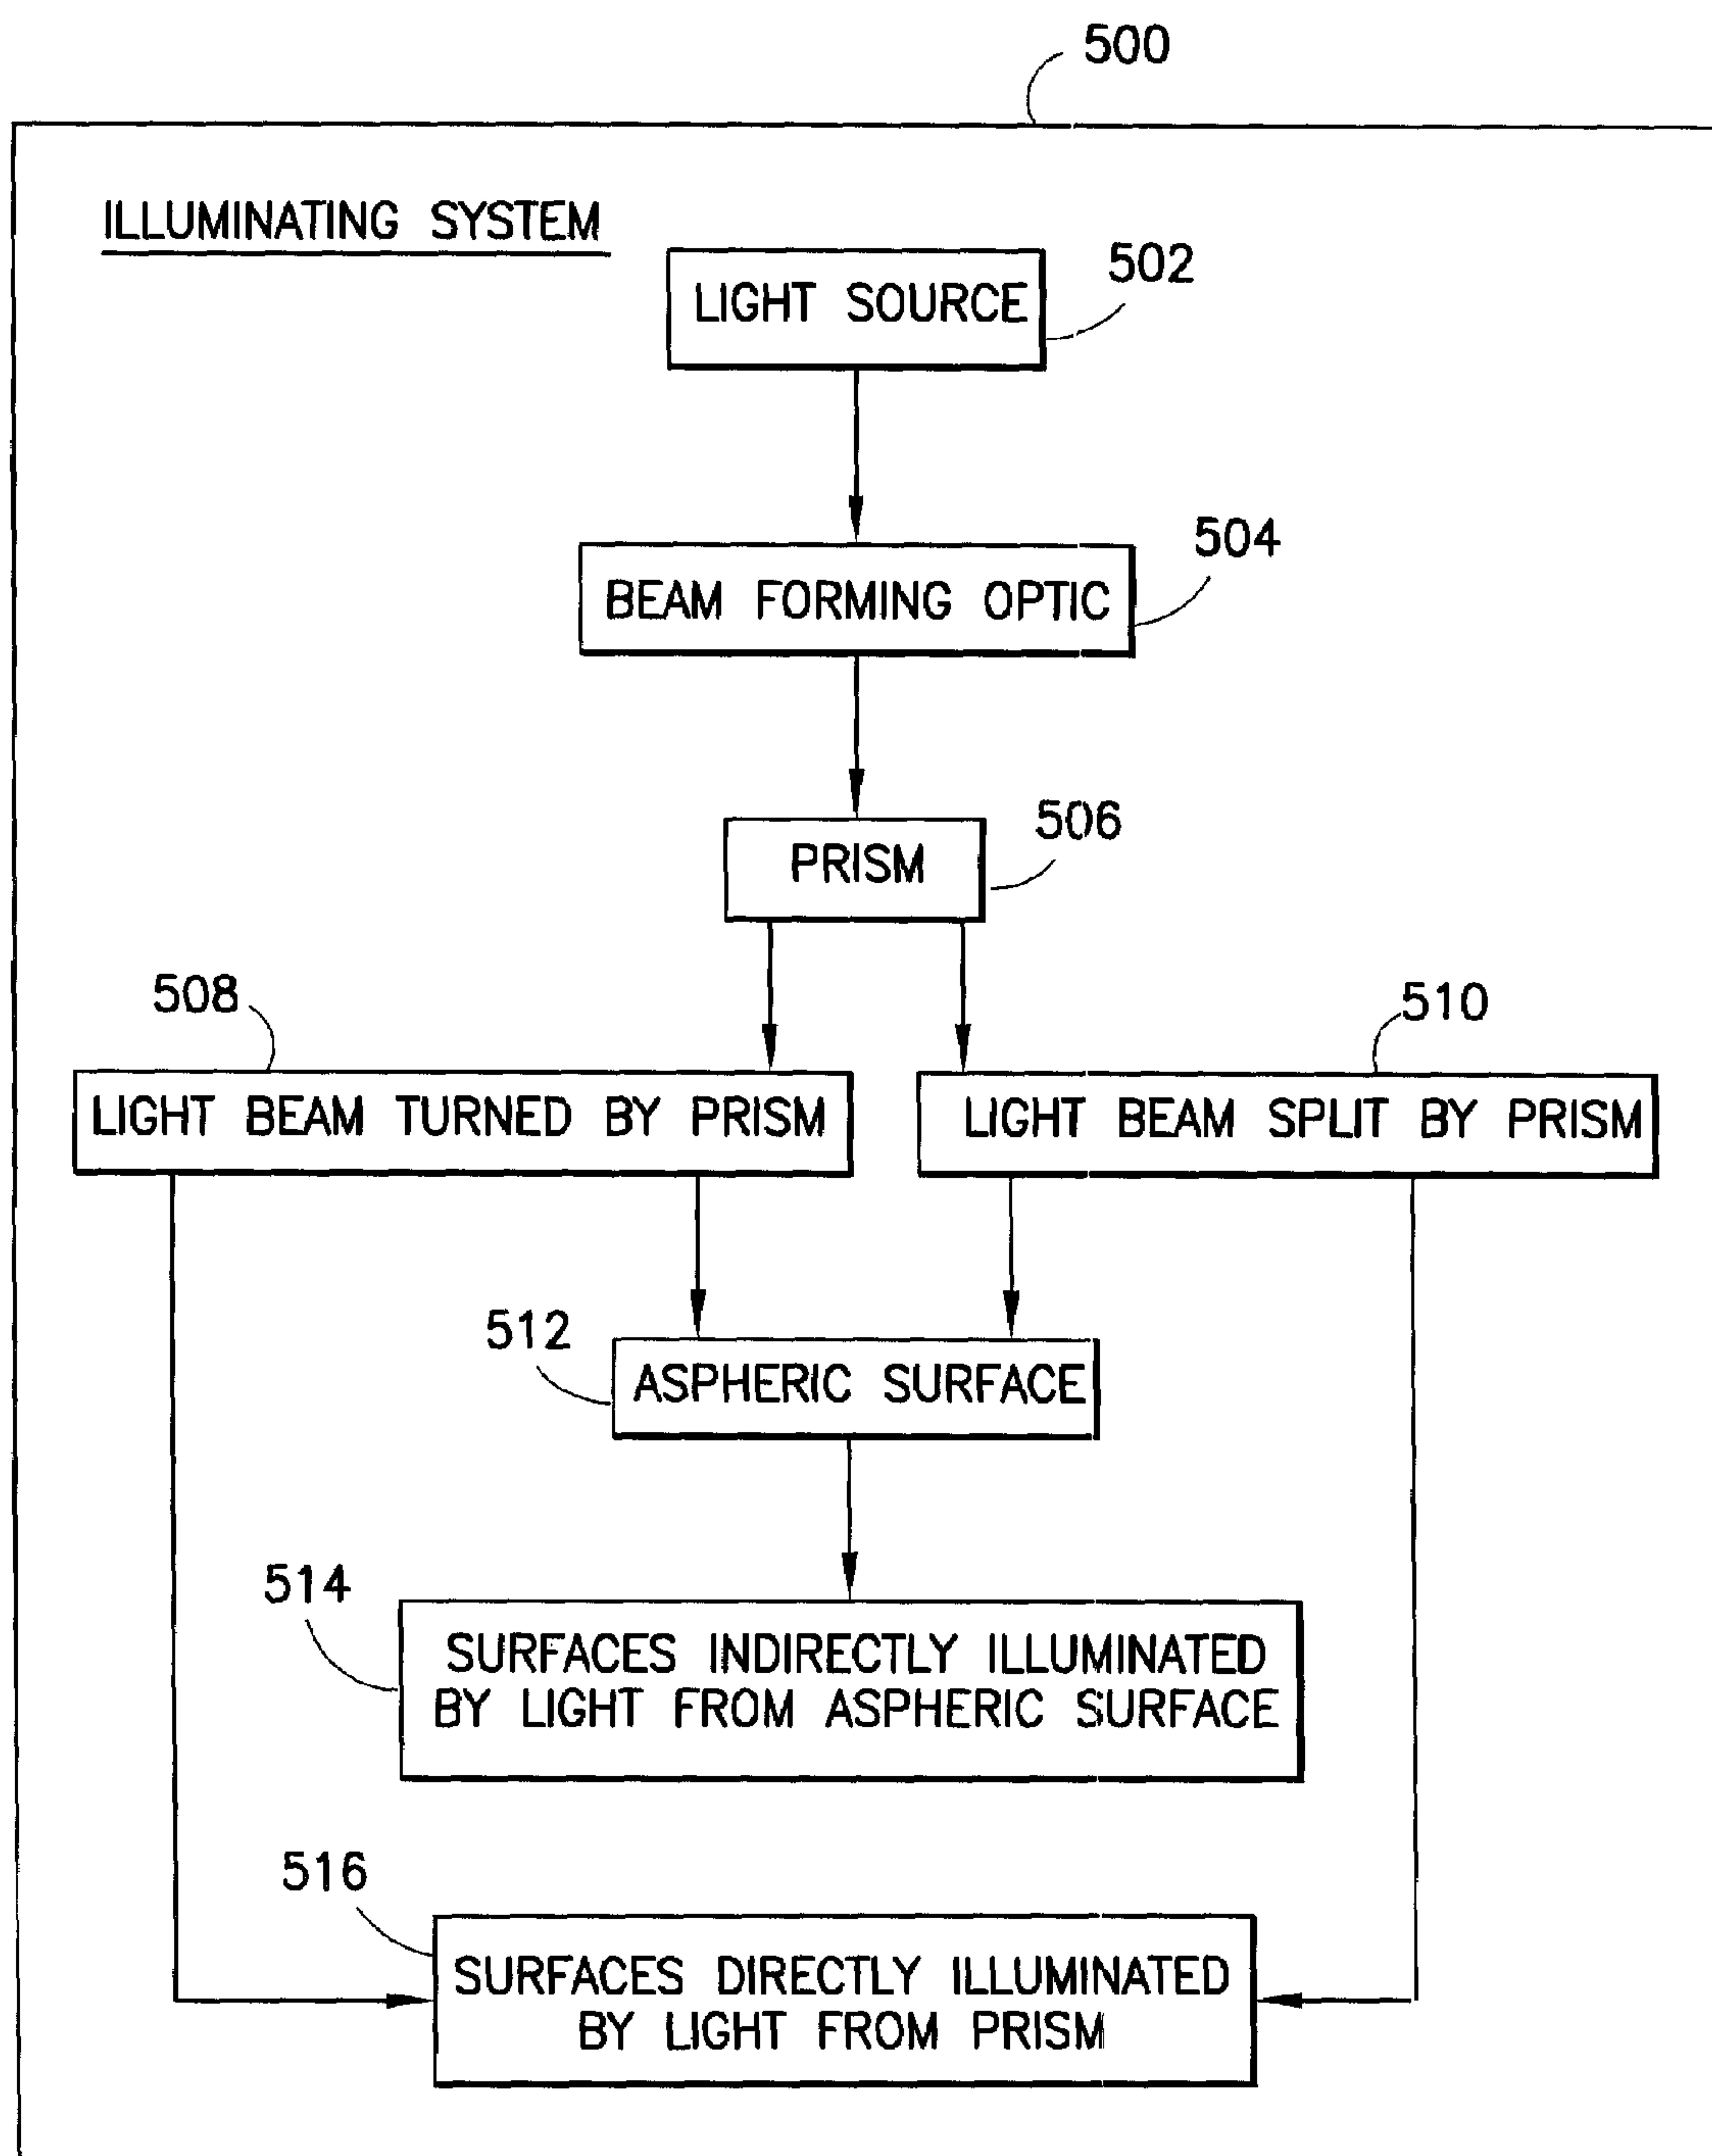 500
ILLUMINATING SYSTEM
LIGHT SOURCE
502
BEAM FORMING OPTIC
504
PRISM
506
508
510
LIGHT BEAM TURNED BY PRISM
LIGHT BEAM SPLIT BY PRISM
512
ASPHERIC SURFACE
514
SURFACES INDIRECTLY ILLUMINATED
BY LIGHT FROM ASPHERIC SURFACE
516
SURFACES DIRECTLY ILLUMINATED
BY LIGHT FROM PRISM